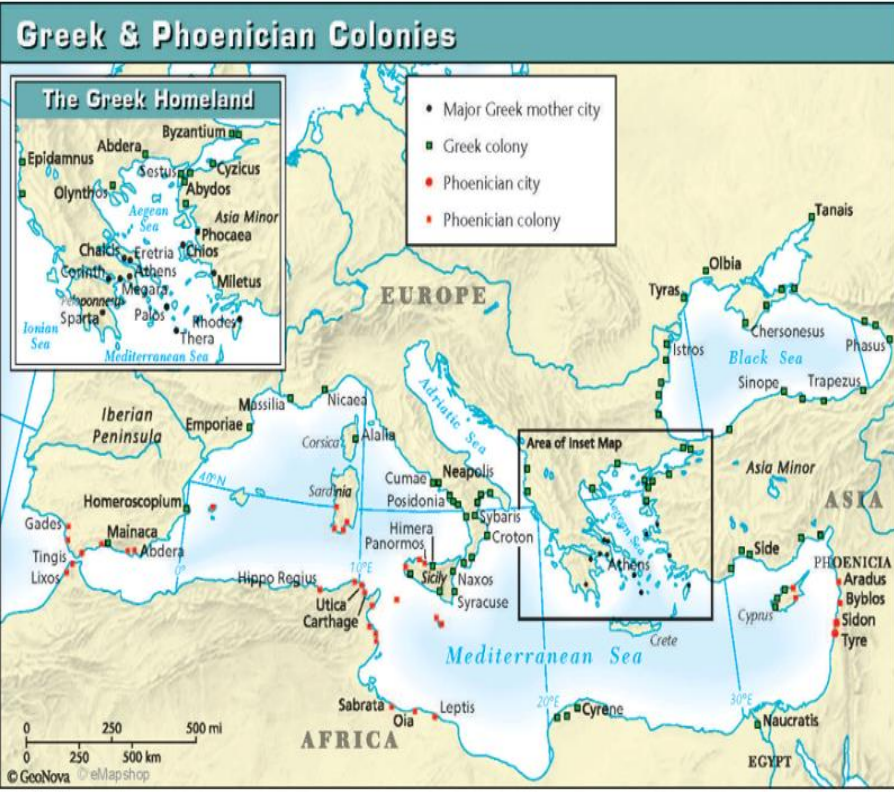 Greek & Phoenician Colonies
The Greek Homeland
Byzantium
Abdera
Epidamnus
Sestus
Cyzicus
Olynthos
Abydos
Aegean
Sea
Asia Minor
Phocaea
Chalcis
Eretria
Chios
Corinth
Athens
Megara
Miletus
Peloponnesus
Sparta
Palos
Rhodes
Ionian
Sea
Thera
Mediterranean Sea
Major Greek mother city
Greek colony
Phoenician city
Phoenician colony
Tanais
Olbia
Tyras
EUROPE
Chersonesus
Istros
Phasus
Black Sea
Sinope
Trapezus
Massilia
Nicaea
Iberian
Peninsula
Emporiae
Corsica
Alalia
Adriatic Sea
Area of Inset Map
Asia Minor
ASIA
40°N
Cumae
Neapolis
Sardinia
Posidonia
Homeroscopium
Sybaris
Gades
Mainaca
Himera
Croton
Aegean Sea
Panormos
Tingis
Abdera
Side
Lixos
0°
10°E
Athens
PHOENICIA
Hippo Regius
Sicily
Naxos
Aradus
Utica
Syracuse
Byblos
Carthage
Cyprus
Sidon
Crete
Tyre
Mediterranean Sea
20°E
30°E
Sabrata
Leptis
Cyrene
Oia
Naucratis
0 250 500 mi
AFRICA
0 250 500 km
EGYPT
© GeoNova © eMapshop